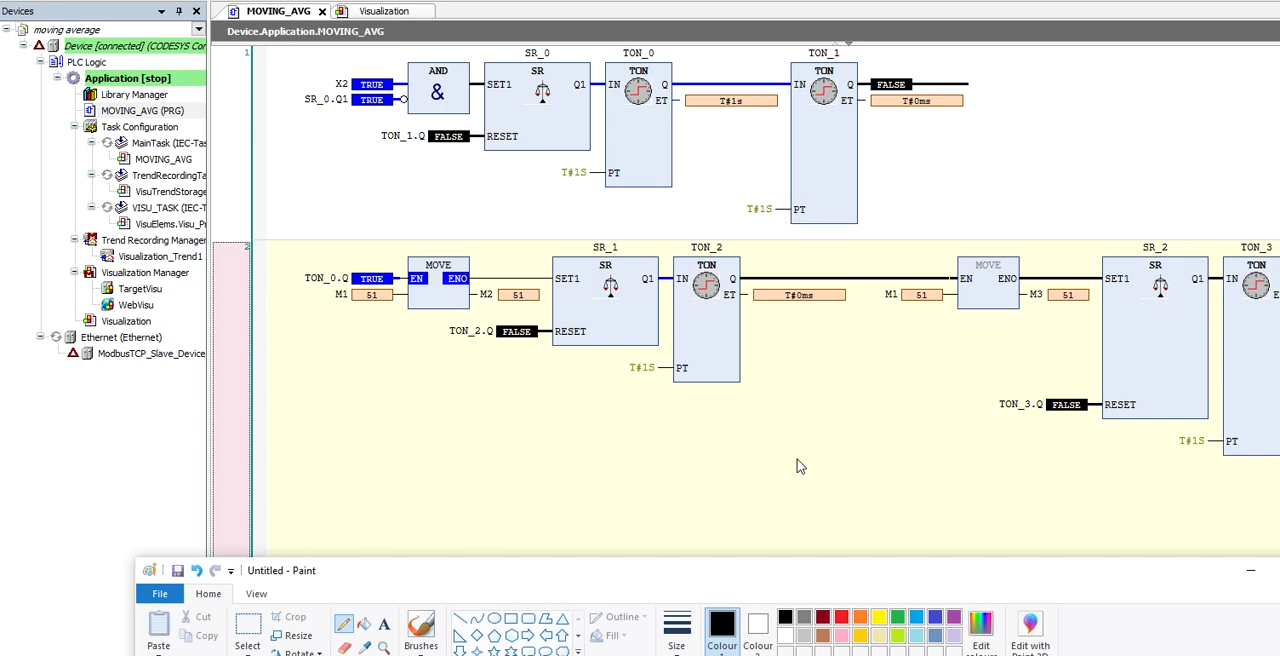 Devices
MOVING_AVG
Visualization
moving average
Device.Application.MOVING_AVG
Device [connected] (CODESYS Cor
PLC Logic
Application [stop]
Library Manager
MOVING_AVG (PRG)
Task Configuration
MainTask (IEC-Tas
MOVING_AVG
TrendRecordingTa
VisuTrendStorage
VISU_TASK (IEC-T
VisuElems.Visu_Pr
Trend Recording Manager
Visualization_Trend1
Visualization Manager
TargetVisu
WebVisu
Visualization
Ethernet (Ethernet)
ModbusTCP_Slave_Device
1
SR_0 TON_0 TON_1
AND SR TON TON
&
X2 TRUE SET1 Q1 IN Q IN Q FALSE
SR_0.Q1 TRUE ET T#1s ET T#0ms
TON_1.Q FALSE RESET
T#1S PT
T#1S PT
2
SR_1 TON_2 SR_2 TON_3
MOVE SR TON MOVE SR TON
TON_0.Q TRUE EN ENO SET1 Q1 IN Q EN ENO SET1 Q1 IN
M1 51 M2 51 ET T#0ms M1 51 M3 51 E
TON_2.Q FALSE RESET
T#1S PT
TON_3.Q FALSE RESET
T#1S PT
Untitled - Paint
File Home View
Paste
Cut
Copy
Select
Crop
Resize
Rotate
A
Brushes
Outline
Fill
Size
Colour
Colour
Edit
Edit with